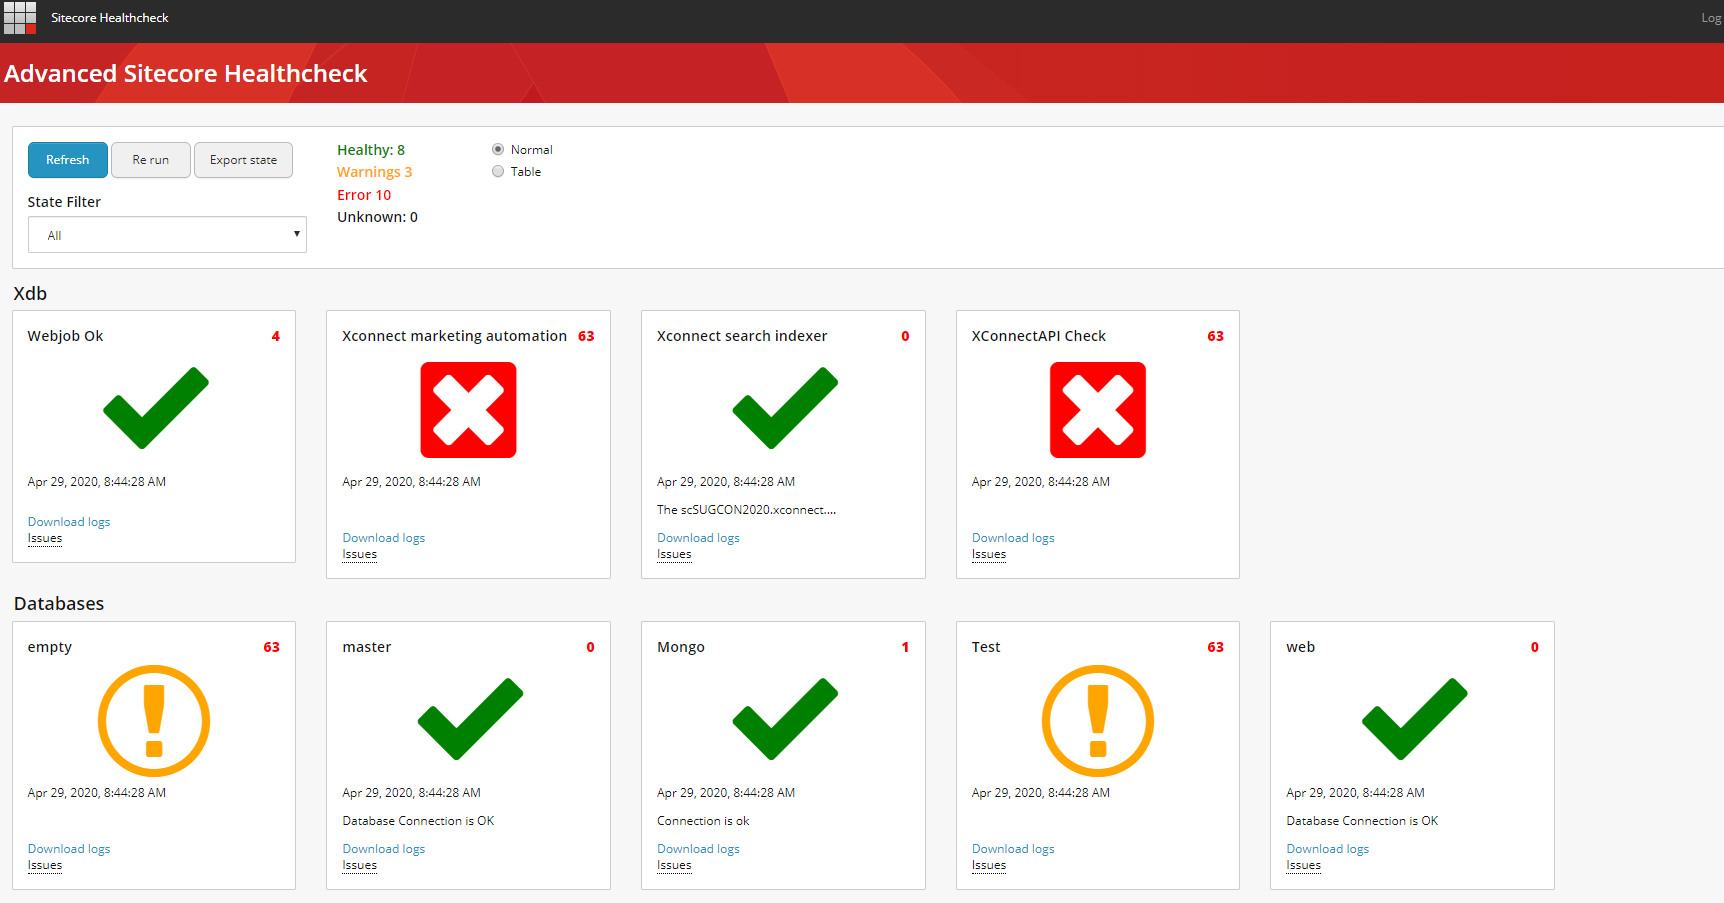 Sitecore Healthcheck
Log
Advanced Sitecore Healthcheck
Refresh
Re run
Export state
Healthy: 8
Warnings 3
Error 10
Unknown: 0
Normal
Table
State Filter
All
Xdb
Webjob Ok 4
Apr 29, 2020, 8:44:28 AM
Download logs
Issues
Xconnect marketing automation 63
Apr 29, 2020, 8:44:28 AM
Download logs
Issues
Xconnect search indexer 0
Apr 29, 2020, 8:44:28 AM
The scSUGCON2020.xconnect....
Download logs
Issues
XConnectAPI Check 63
Apr 29, 2020, 8:44:28 AM
Download logs
Issues
Databases
empty 63
Apr 29, 2020, 8:44:28 AM
Download logs
Issues
master 0
Apr 29, 2020, 8:44:28 AM
Database Connection is OK
Download logs
Issues
Mongo 1
Apr 29, 2020, 8:44:28 AM
Connection is ok
Download logs
Issues
Test 63
Apr 29, 2020, 8:44:28 AM
Download logs
Issues
web 0
Apr 29, 2020, 8:44:28 AM
Database Connection is OK
Download logs
Issues